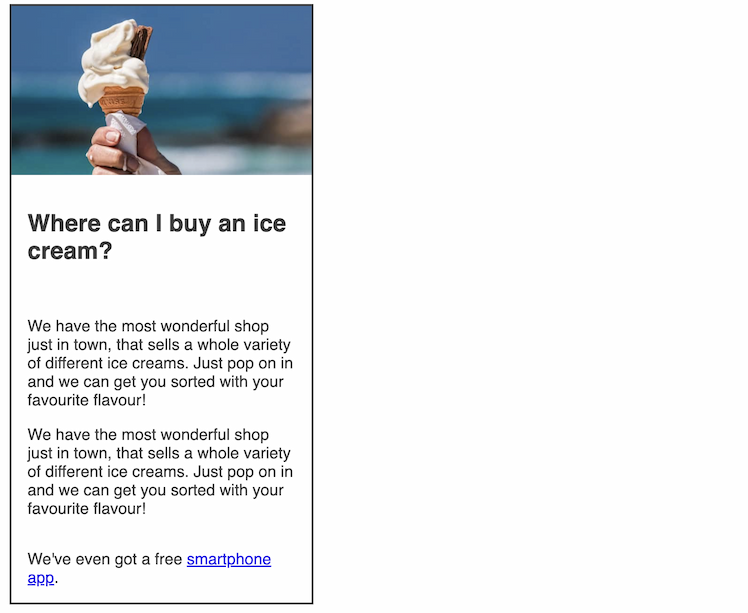 Where can I buy an ice
cream?
We have the most wonderful shop
just in town, that sells a whole variety
of different ice creams. Just pop on in
and we can get you sorted with your
favourite flavour!
We have the most wonderful shop
just in town, that sells a whole variety
of different ice creams. Just pop on in
and we can get you sorted with your
favourite flavour!
We've even got a free smartphone
app.